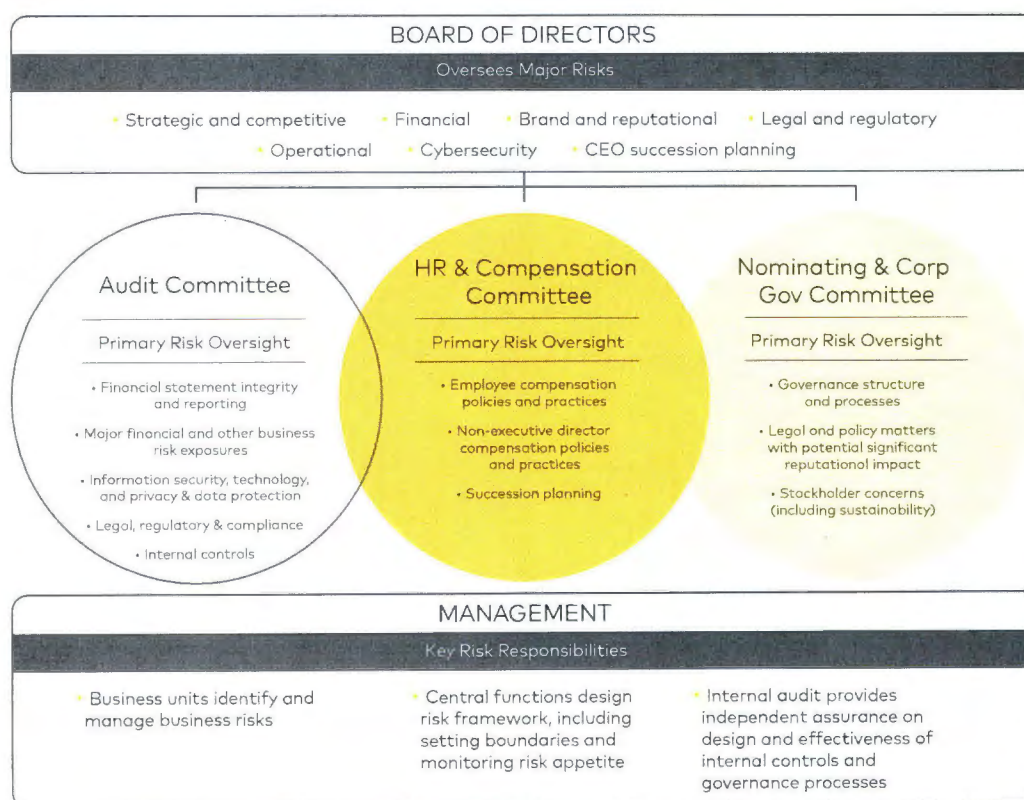 BOARD OF DIRECTORS
Oversees Major Risks
• Strategic and competitive • Financial • Brand and reputational • Legal and regulatory
• Operational • Cybersecurity • CEO succession planning
Audit Committee
Primary Risk Oversight
• Financial statement integrity
and reporting
• Major financial and other business
risk exposures
• Information security, technology,
and privacy & data protection
• Legal, regulatory & compliance
• Internal controls
HR & Compensation
Committee
Primary Risk Oversight
• Employee compensation
policies and practices
• Non-executive director
compensation policies
and practices
• Succession planning
Nominating & Corp
Gov Committee
Primary Risk Oversight
• Governance structure
and processes
• Legal and policy matters
with potential significant
reputational impact
• Stockholder concerns
(including sustainability)
MANAGEMENT
Key Risk Responsibilities
• Business units identify and
manage business risks
• Central functions design
risk framework, including
setting boundaries and
monitoring risk appetite
• Internal audit provides
independent assurance on
design and effectiveness of
internal controls and
governance processes